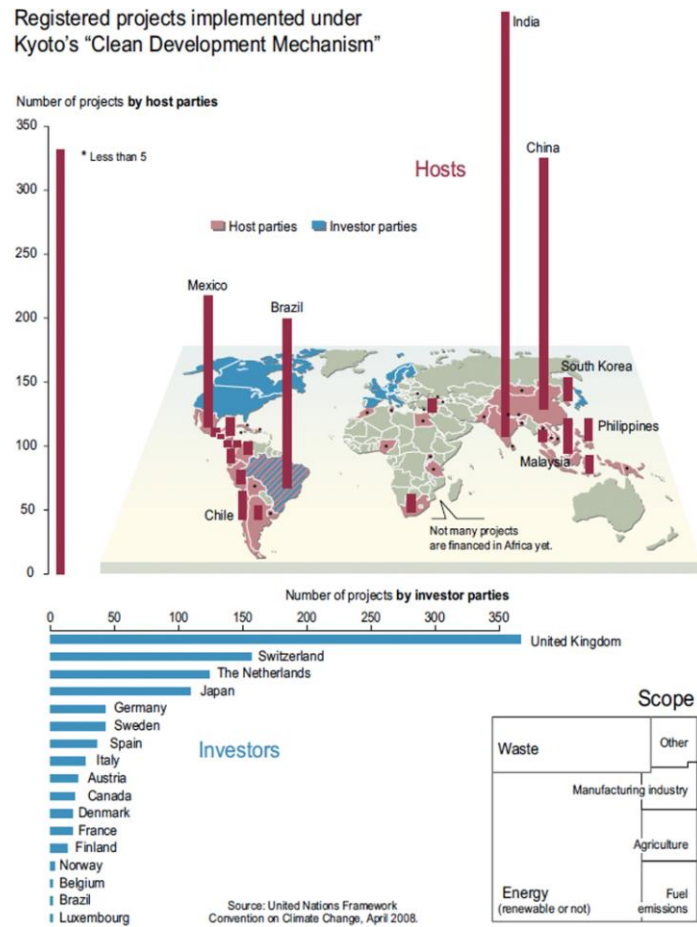 Registered projects implemented under
Kyoto's "Clean Development Mechanism"
Number of projects by host parties
350
300
250
200
150
100
50
0
* Less than 5
Hosts
Host parties
Investor parties
India
China
Mexico
Brazil
South Korea
Philippines
Malaysia
Chile
Not many projects
are financed in Africa yet.
Number of projects by investor parties
0 50 100 150 200 250 300 350
United Kingdom
Switzerland
The Netherlands
Japan
Germany
Sweden
Spain
Italy
Austria
Canada
Denmark
France
Finland
Norway
Belgium
Brazil
Luxembourg
Investors
Source: United Nations Framework
Convention on Climate Change, April 2008.
Scope
Waste
Other
Manufacturing industry
Agriculture
Energy
(renewable or not)
Fuel
emissions